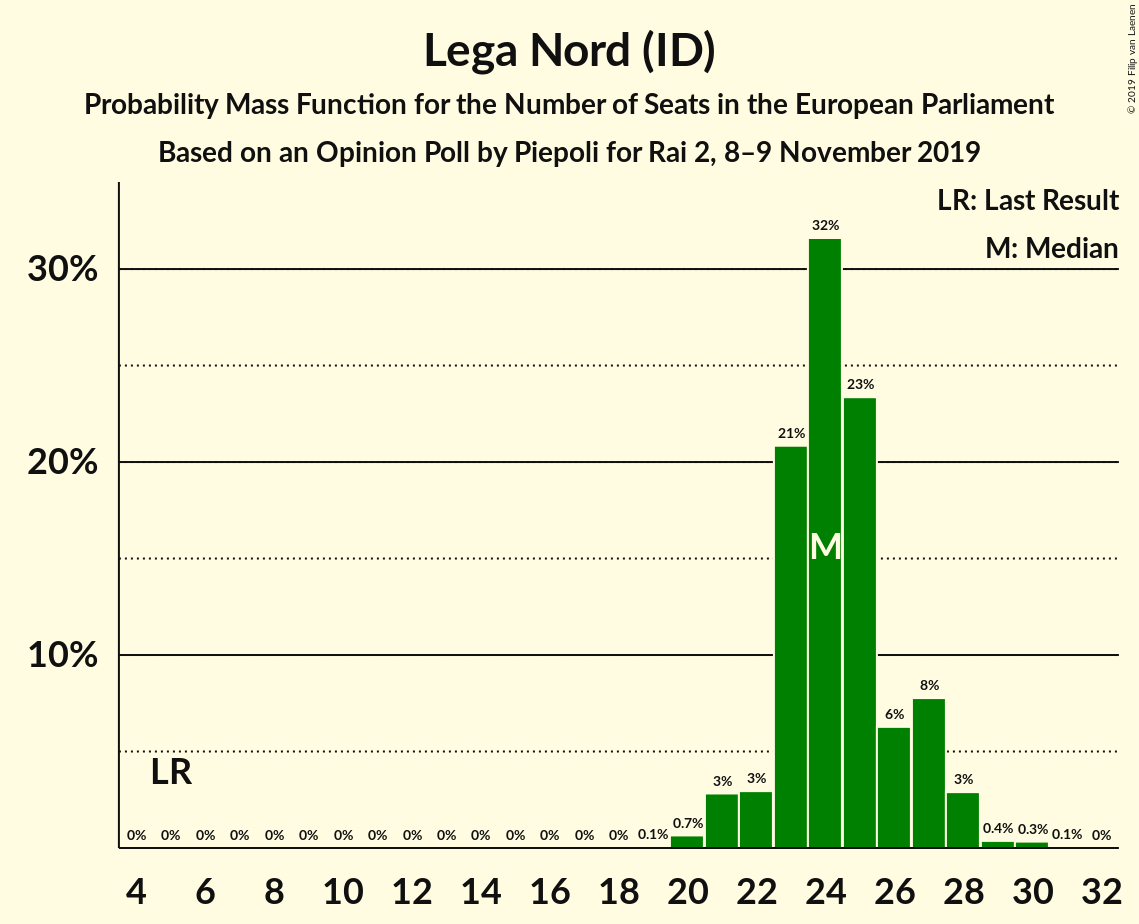 Lega Nord (ID)
Probability Mass Function for the Number of Seats in the European Parliament
Based on an Opinion Poll by Piepoli for Rai 2, 8–9 November 2019
© 2019 Filip van Laenen
LR: Last Result
M: Median
30%
20%
10%
LR
M
0% 0% 0% 0% 0% 0% 0% 0% 0% 0% 0% 0% 0% 0% 0% 0.1% 0.7% 3% 3% 21% 32% 23% 6% 8% 3% 0.4% 0.3% 0.1% 0%
4 6 8 10 12 14 16 18 20 22 24 26 28 30 32